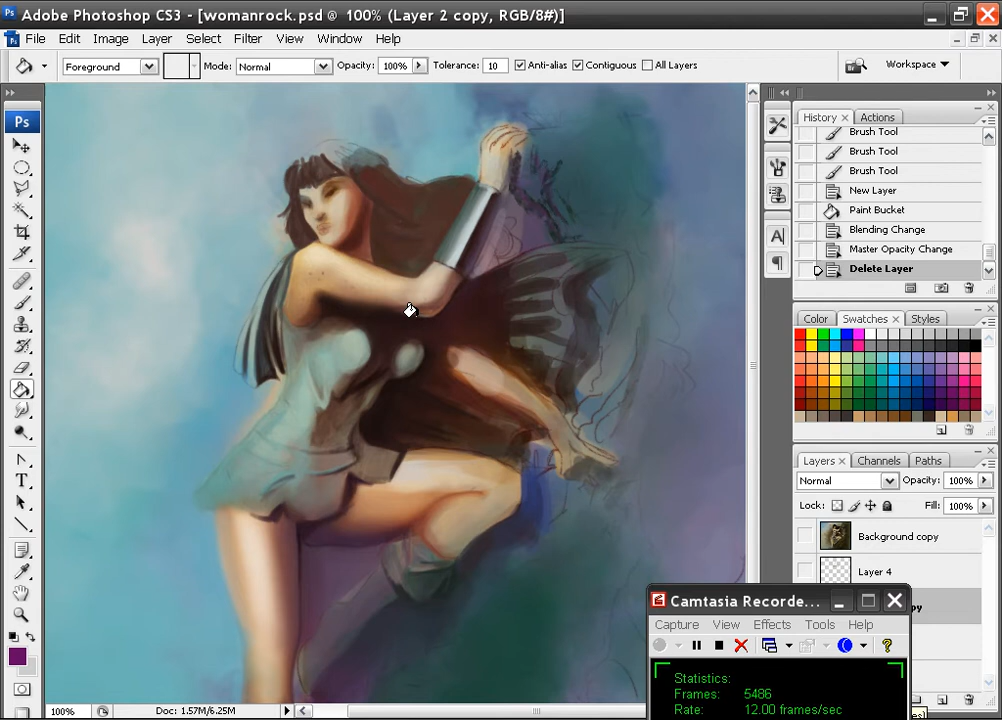 Adobe Photoshop CS3 - [womanrock.psd @ 100% (Layer 2 copy, RGB/8#)]
File Edit Image Layer Select Filter View Window Help
Foreground Mode: Normal Opacity: 100% Tolerance: 10 Anti-alias Contiguous All Layers Workspace
Ps
History Actions
Brush Tool
Brush Tool
Brush Tool
New Layer
Paint Bucket
Blending Change
Master Opacity Change
Delete Layer
Color Swatches Styles
Layers Channels Paths
Normal Opacity: 100%
Lock: Fill: 100%
Background copy
Layer 4
Camtasia Recorde...
Capture View Effects Tools Help
Statistics:
Frames: 5486
Rate: 12.00 frames/sec
100% Doc: 1.57M/6.25M